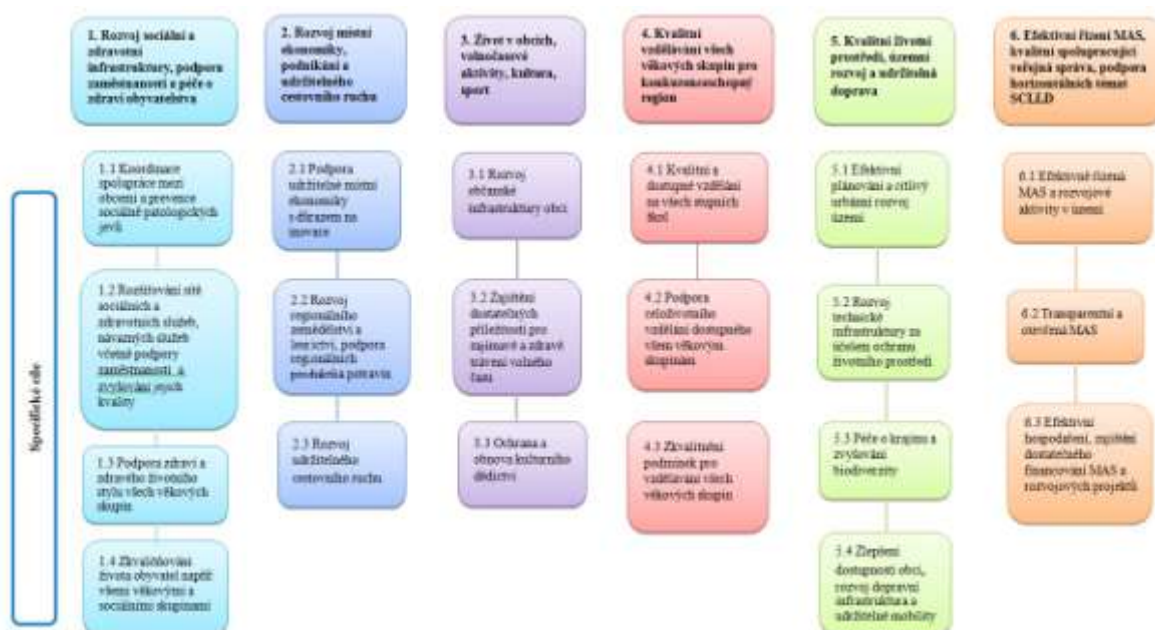 1. Rozvoj sociální a
zdravotní
infrastruktury, podpora
zaměstnanosti a péče o
zdraví obyvatelstva
2. Rozvoj místní
ekonomiky,
podnikání a
udržitelného
cestovního ruchu
3. Život v obcích,
volnočasové
aktivity, kultura,
sport
4. Kvalitní
vzdělávání všech
věkových skupin pro
konkurenceschopný
region
5. Kvalitní životní
prostředí, územní
rozvoj a udržitelná
doprava
6. Efektivní řízení MAS,
kvalitní spolupracující
veřejná správa, podpora
horizontálních témat
SCLLD
Specifické cíle
1.1 Koordinace
spolupráce mezi
obcemi a prevence
sociálně patologických
jevů
1.2 Rozšiřování sítě
sociálních a
zdravotních služeb,
návazných služeb
včetně podpory
zaměstnanosti, a
zvyšování jejich
kvality
1.3 Podpora zdraví a
zdravého životního
stylu všech věkových
skupin
1.4 Zkvalitňování
života obyvatel napříč
všemi věkovými a
sociálními skupinami
2.1 Podpora
udržitelné místní
ekonomiky
s důrazem na
inovace
2.2 Rozvoj
regionálního
zemědělství a
lesnictví, podpora
regionálních
produktů potravin
2.3 Rozvoj
udržitelného
cestovního ruchu
3.1 Rozvoj
občanské
infrastruktury obcí
3.2 Zajištění
dostatečných
příležitostí pro
zajímavé a zdravé
trávení volného
času
3.3 Ochrana a
obnova kulturního
dědictví
4.1 Kvalitní a
dostupné vzdělání
na všech stupních
škol
4.2 Podpora
celoživotního
vzdělání dostupného
všem věkovým
skupinám
4.3 Zkvalitnění
podmínek pro
vzdělávání všech
věkových skupin
5.1 Efektivní
plánování a citlivý
urbánní rozvoj
území
5.2 Rozvoj
technické
infrastruktury za
účelem ochrany
životního prostředí
5.3 Péče o krajinu a
zvyšování
biodiverzity
5.4 Zlepšení
dostupnosti obcí,
rozvoj dopravní
infrastruktura a
udržitelné mobility
6.1 Efektivně řízená
MAS a rozvojové
aktivity v území
6.2 Transparentní a
otevřená MAS
6.3 Efektivní
hospodaření, zajištění
dostatečného
financování MAS a
rozvojových projektů